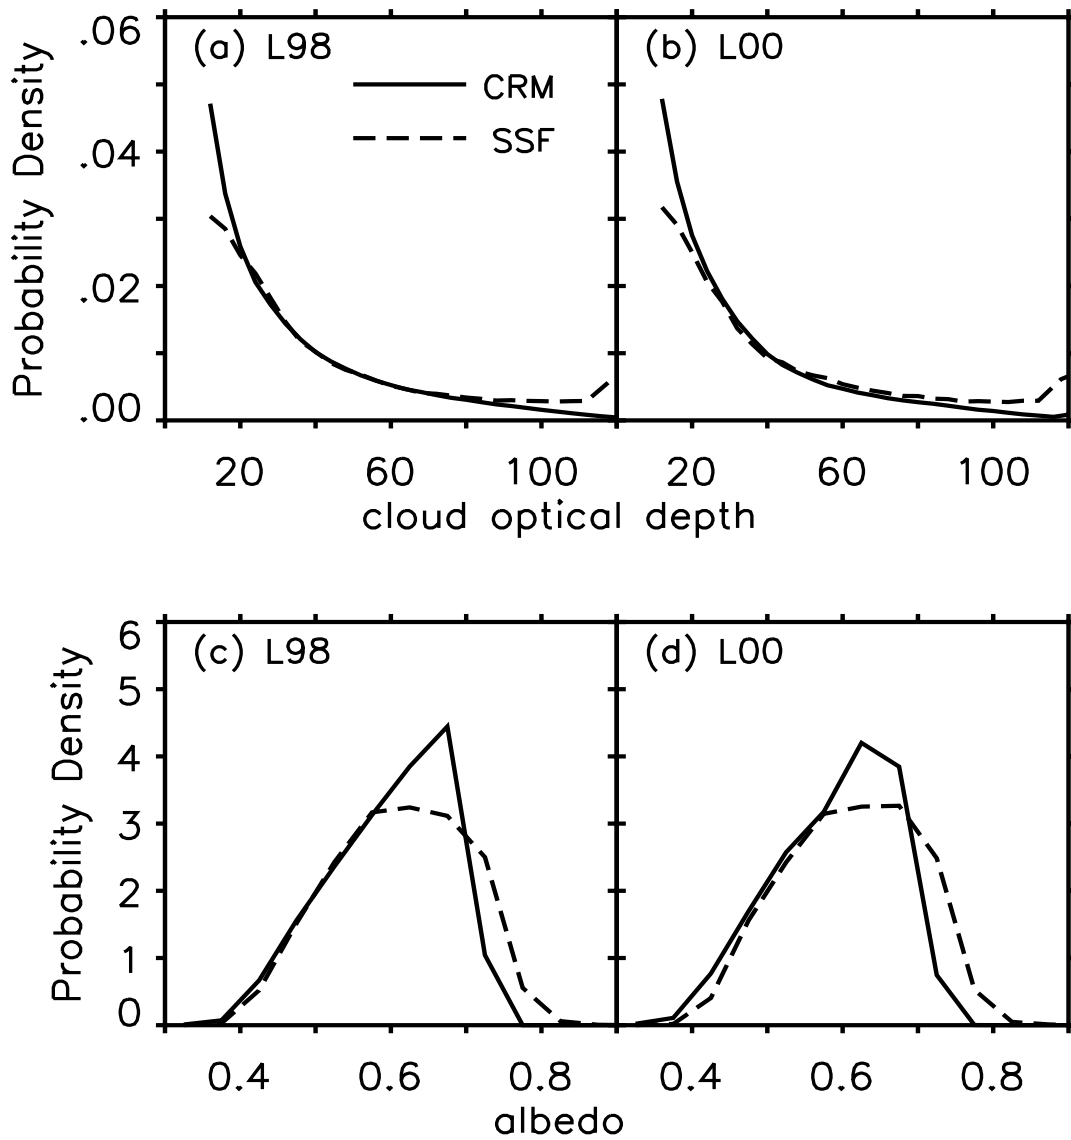 (a) L98
(b) L00
CRM
SSF
.06
.04
.02
.00
Probability Density
20 60 100 20 60 100
cloud optical depth
(c) L98
(d) L00
6
5
4
3
2
1
0
Probability Density
0.4 0.6 0.8 0.4 0.6 0.8
albedo